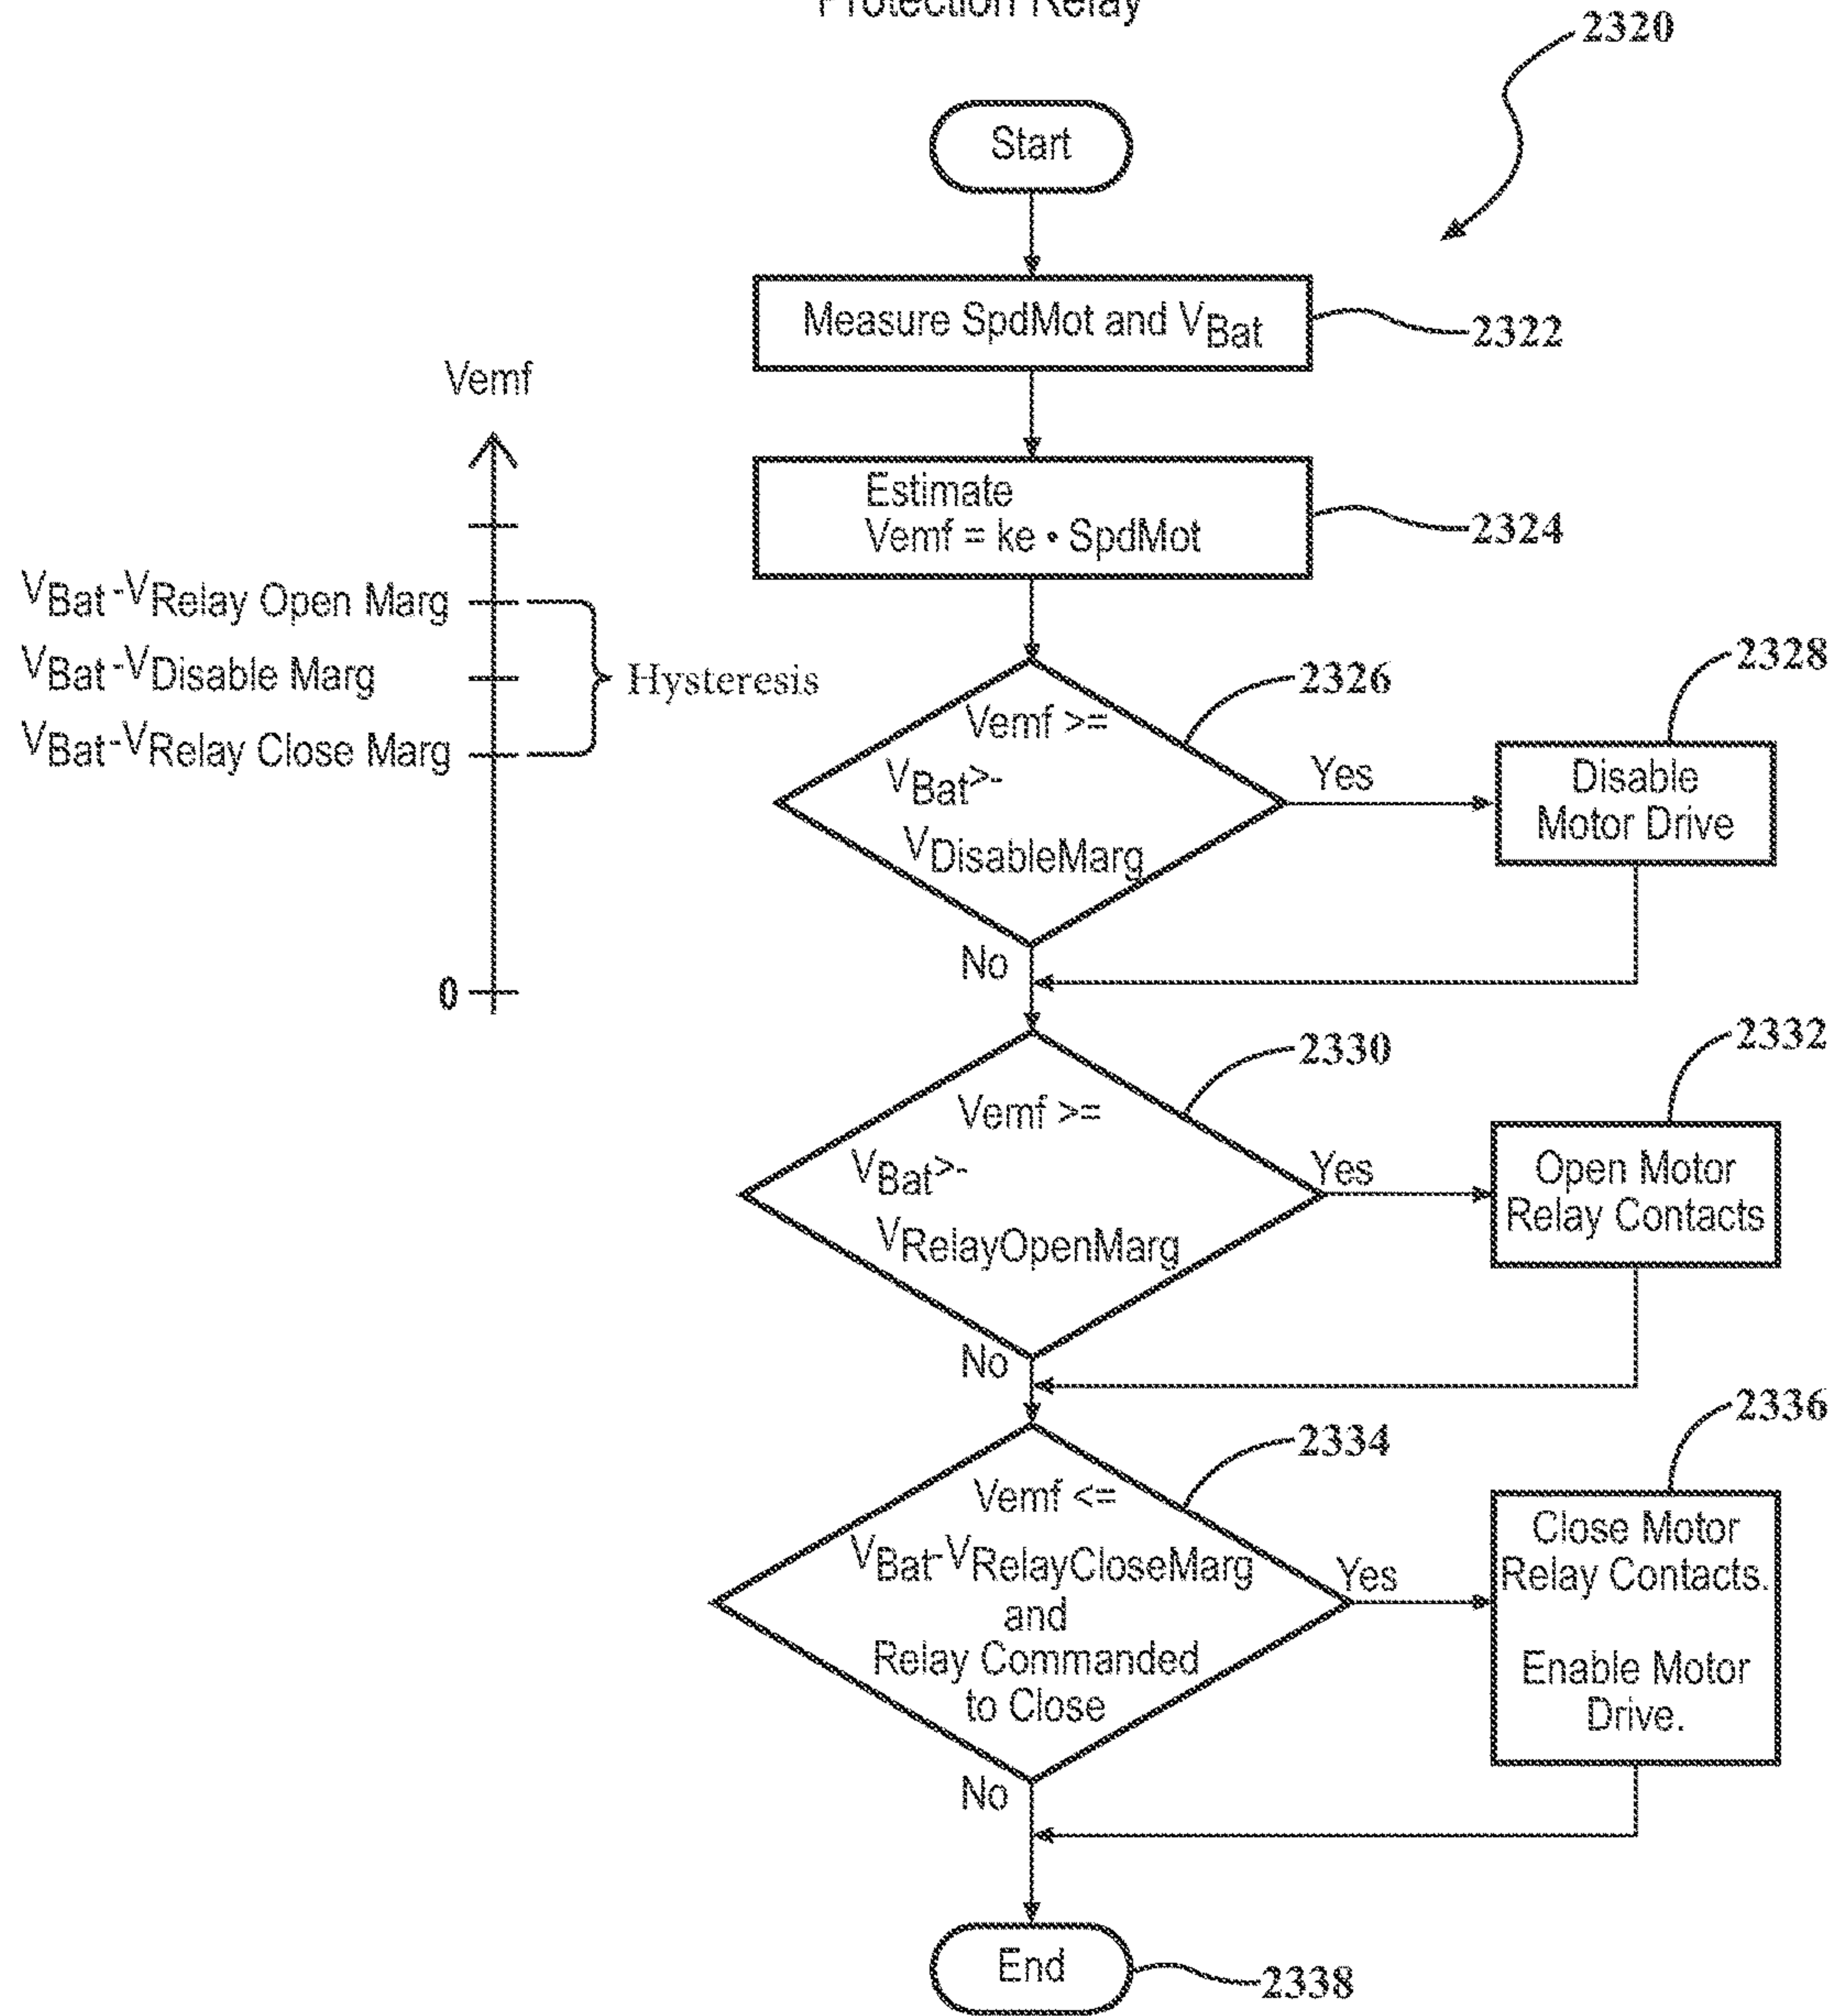 Protection Relay
2320
Start
Measure SpdMot and VBat
2322
Estimate
Vemf = ke • SpdMot
2324
Vemf
VBat -VRelay Open Marg
VBat -VDisable Marg
VBat-VRelay Close Marg
Hysteresis
0
Vemf >=
VBat>-
VDisableMarg
2326
Yes
No
Disable
Motor Drive
2328
Vemf >=
VBat>-
VRelayOpenMarg
2330
Yes
No
Open Motor
Relay Contacts
2332
Vemf <=
VBat-VRelayCloseMarg
and
Relay Commanded
to Close
2334
Yes
No
Close Motor
Relay Contacts.
Enable Motor
Drive.
2336
End
2338